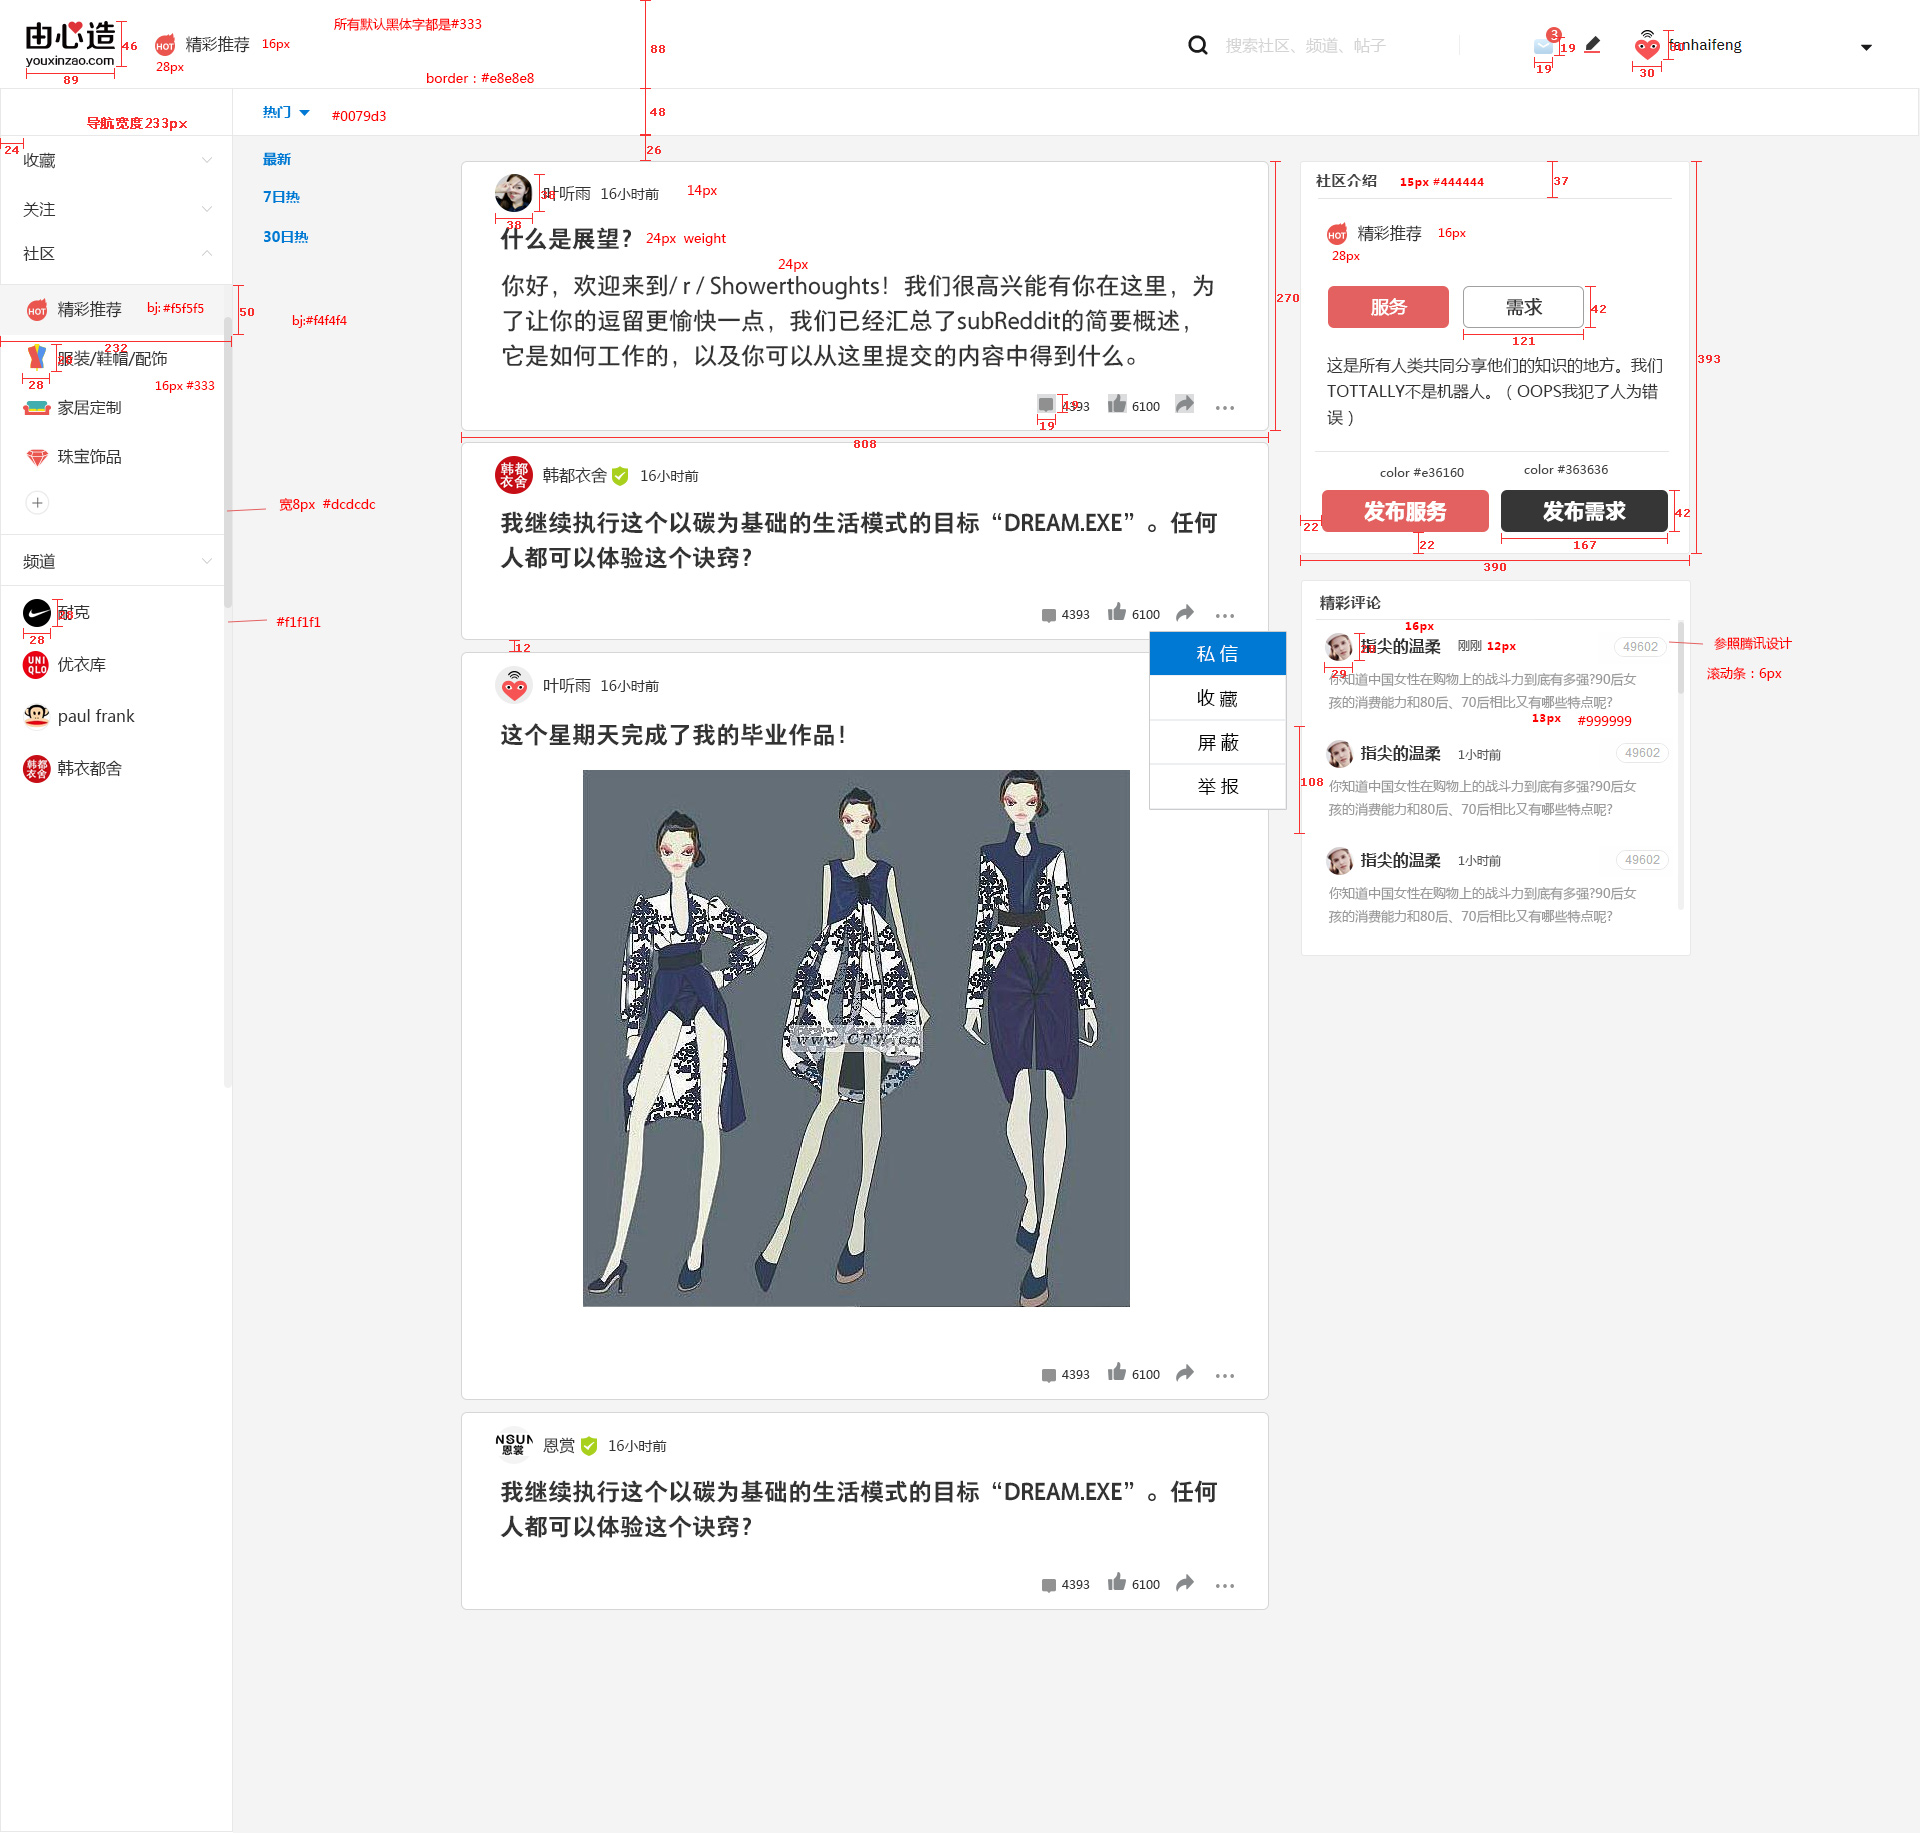 由心造
youxinzao.com
46
89
HOT
精彩推荐
16px
28px
所有默认黑体字都是#333
border：#e8e8e8
88
搜索社区、频道、帖子
3
19
19
fanhaifeng
30
导航宽度233px
热门
#0079d3
48
24
26
收藏
最新
关注
7日热
社区
30日热
HOT
精彩推荐
bj:#f5f5f5
50
bj:#f4f4f4
232
服装/鞋帽/配饰
28
16px #333
家居定制
珠宝饰品
宽8px #dcdcdc
频道
耐克
28
#f1f1f1
UNI
QLO
优衣库
paul frank
韩都
衣舍
韩衣都舍
叶听雨 16小时前
14px
38
38
什么是展望？
24px weight
24px
你好，欢迎来到/ r / Showerthoughts！我们很高兴能有你在这里，为
了让你的逗留更愉快一点，我们已经汇总了subReddit的简要概述，
它是如何工作的，以及你可以从这里提交的内容中得到什么。
270
4393
6100
19
808
韩都
衣舍
韩都衣舍
16小时前
我继续执行这个以碳为基础的生活模式的目标“DREAM.EXE”。任何
人都可以体验这个诀窍？
4393
6100
12
私信
收藏
屏蔽
举报
叶听雨 16小时前
这个星期天完成了我的毕业作品！
www.CFW.cn
4393
6100
NSUN
恩裳
恩赏
16小时前
我继续执行这个以碳为基础的生活模式的目标“DREAM.EXE”。任何
人都可以体验这个诀窍？
4393
6100
社区介绍
15px #444444
37
HOT
精彩推荐
16px
28px
服务
需求
42
121
393
这是所有人类共同分享他们的知识的地方。我们
TOTTALLY不是机器人。（OOPS我犯了人为错
误）
color #e36160
color #363636
发布服务
发布需求
42
22
22
167
390
精彩评论
16px
指尖的温柔
刚刚
12px
49602
参照腾讯设计
29
滚动条：6px
你知道中国女性在购物上的战斗力到底有多强?90后女
孩的消费能力和80后、70后相比又有哪些特点呢?
13px
#999999
指尖的温柔
1小时前
49602
108
你知道中国女性在购物上的战斗力到底有多强?90后女
孩的消费能力和80后、70后相比又有哪些特点呢?
指尖的温柔
1小时前
49602
你知道中国女性在购物上的战斗力到底有多强?90后女
孩的消费能力和80后、70后相比又有哪些特点呢?